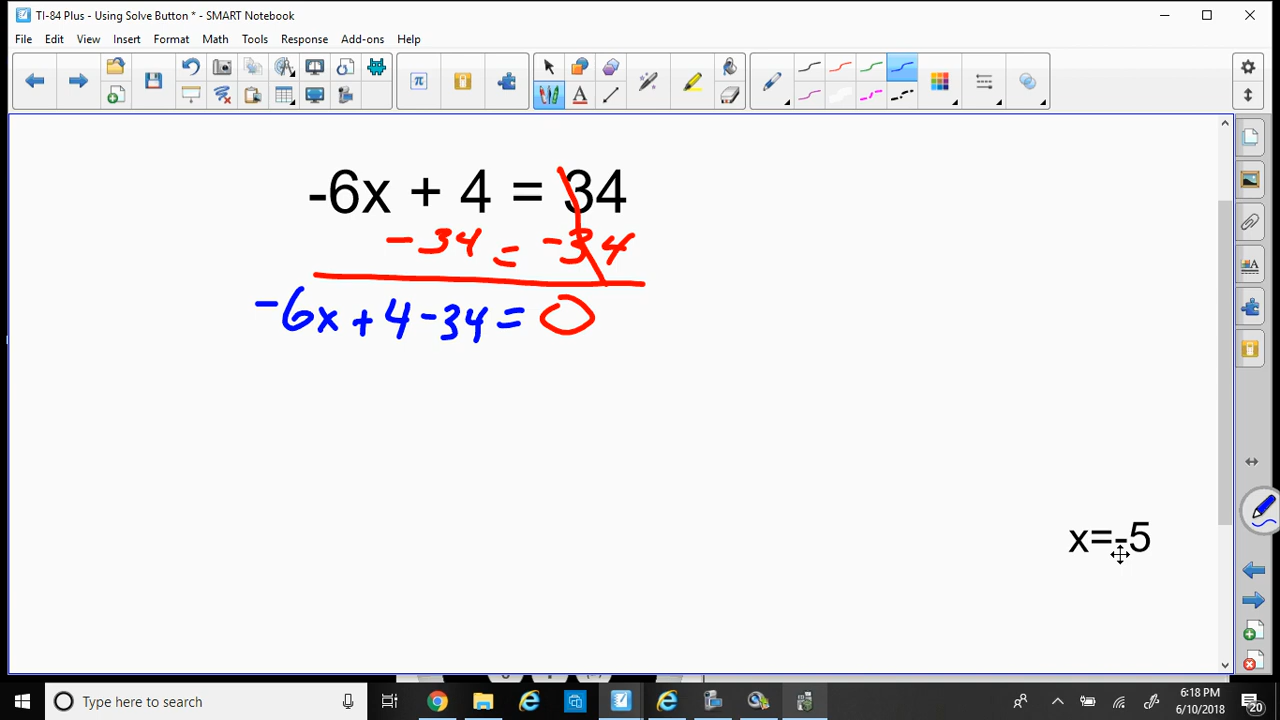 TI-84 Plus - Using Solve Button * - SMART Notebook
File Edit View Insert Format Math Tools Response Add-ons Help
-6x + 4 = 34
-34 = -34
-6x + 4 - 34 = 0
x=-5
Type here to search
6:18 PM
6/10/2018
20